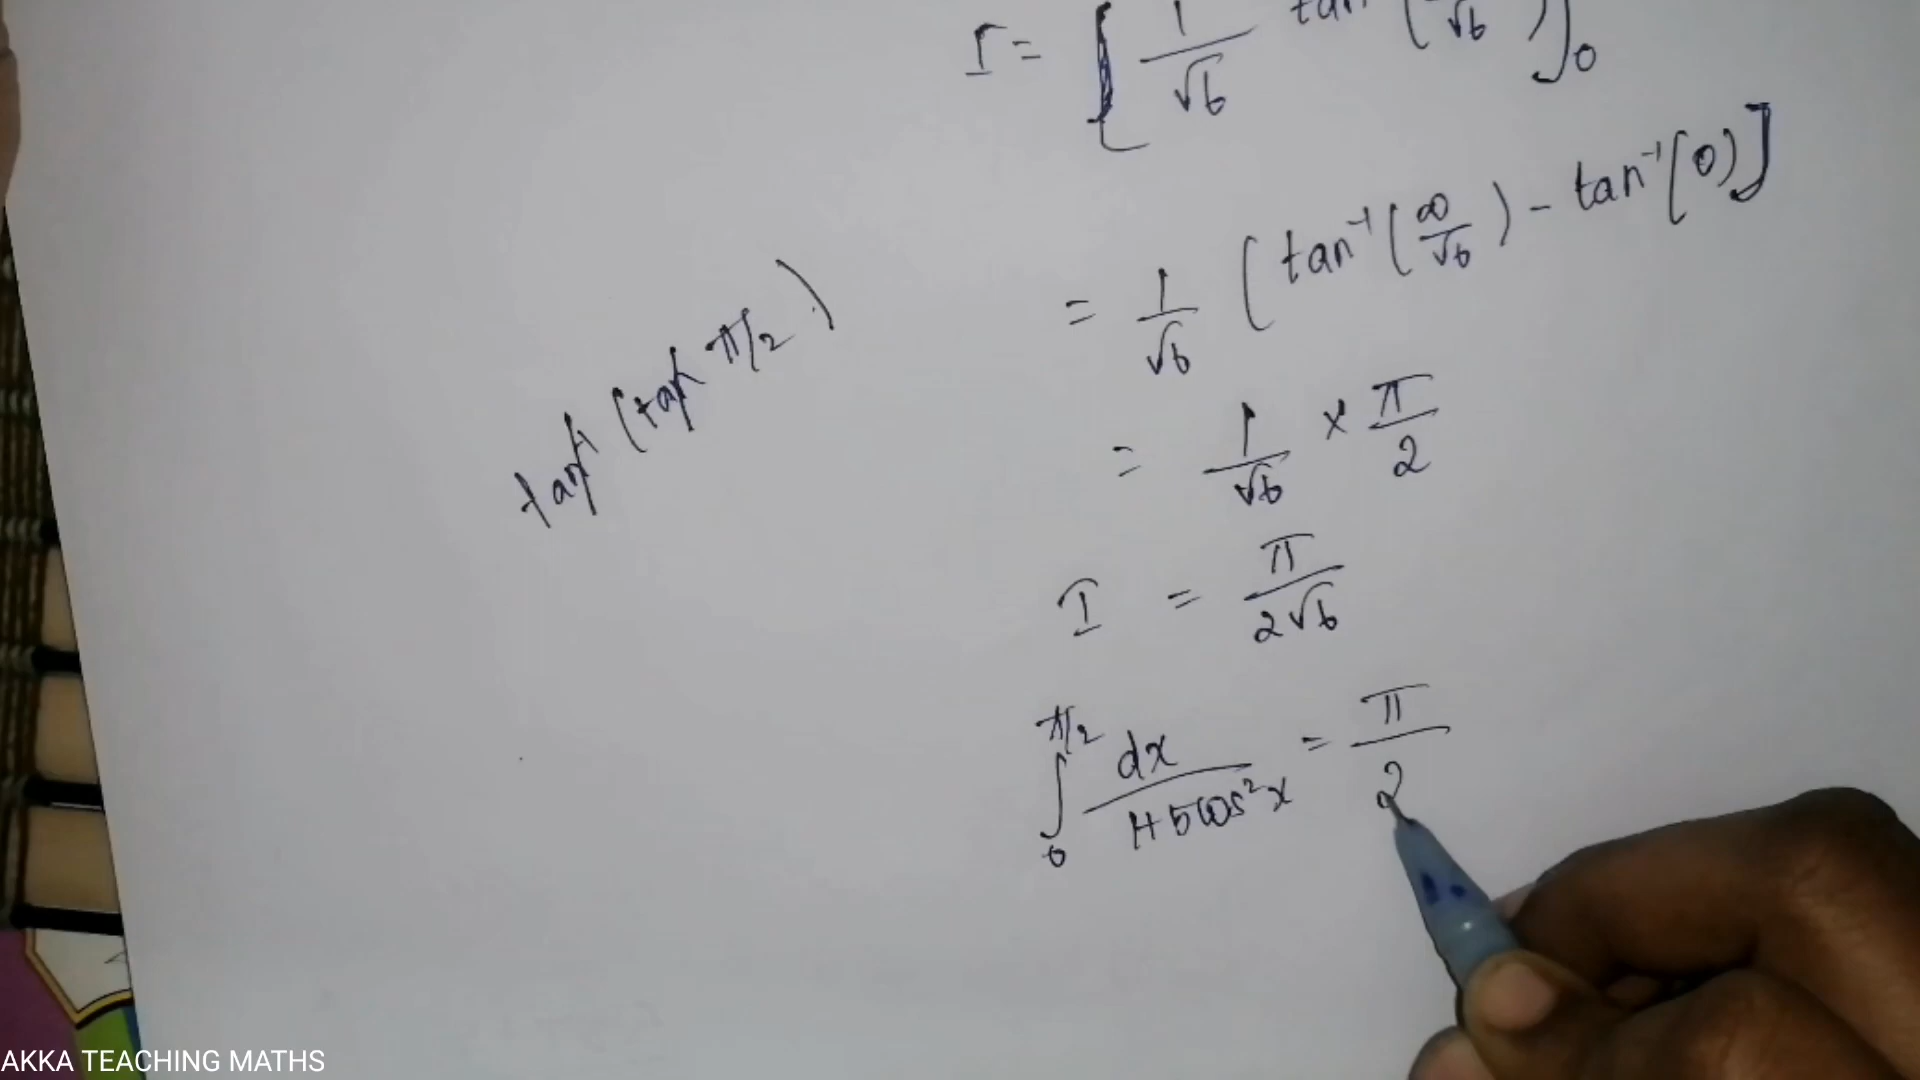 I = [ 1/√6 tan ( /√6 ) ]0
= 1/√6 ( tan⁻¹ ( ∞/√6 ) - tan⁻¹ [ 0 ) ]
tan⁻¹ ( tan π/2 )
= 1/√6 × π/2
I = π/2√6
∫0^π/2 dx/1+5cos²x = π/2
AKKA TEACHING MATHS